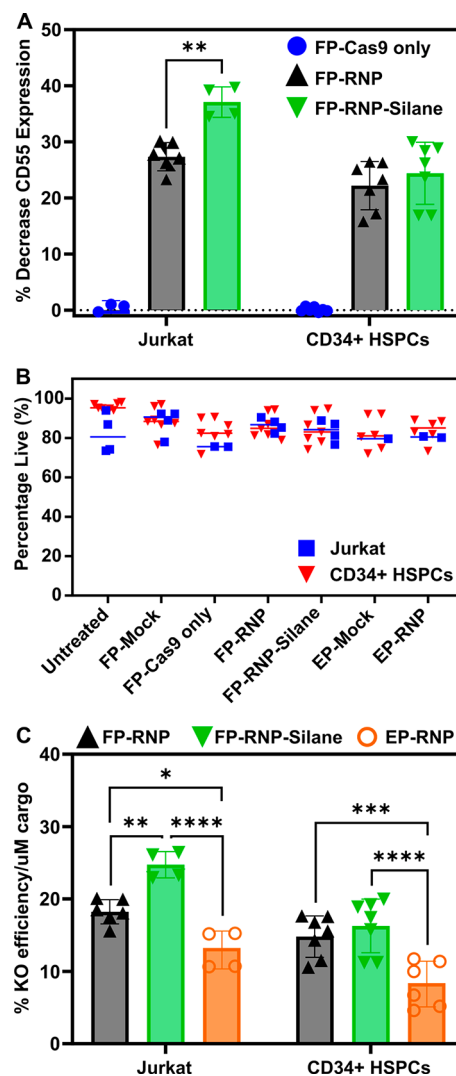 A
% Decrease CD55 Expression
50
40
30
20
10
0
**
FP-Cas9 only
FP-RNP
FP-RNP-Silane
Jurkat
CD34+ HSPCs
B
Percentage Live (%)
100
80
60
40
20
0
Jurkat
CD34+ HSPCs
Untreated
FP-Mock
FP-Cas9 only
FP-RNP
FP-RNP-Silane
EP-Mock
EP-RNP
C
FP-RNP
FP-RNP-Silane
EP-RNP
% KO efficiency/uM cargo
40
30
20
10
0
*
**
****
***
****
Jurkat
CD34+ HSPCs